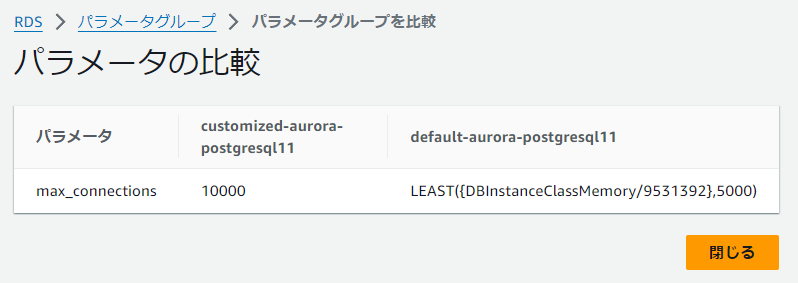 RDS > パラメータグループ > パラメータグループを比較
パラメータの比較
パラメータ customized-aurora-postgresql11 default-aurora-postgresql11
max_connections 10000 LEAST({DBInstanceClassMemory/9531392},5000)
閉じる